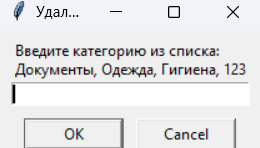 Удал...
Введите категорию из списка:
Документы, Одежда, Гигиена, 123
OK
Cancel